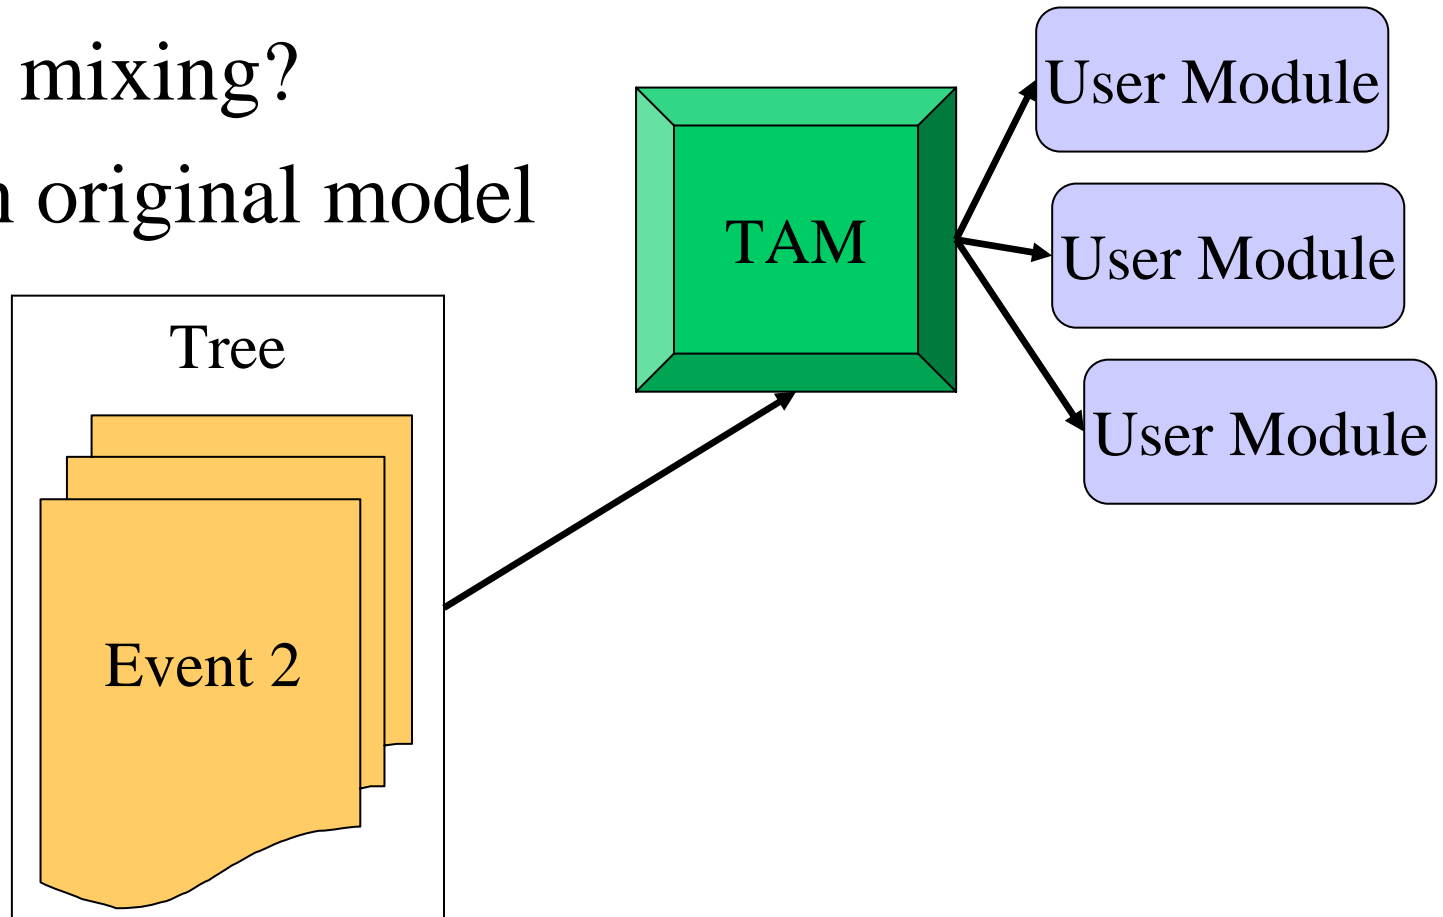 mixing?
original model
User Module
TAM
User Module
User Module
Tree
Event 2